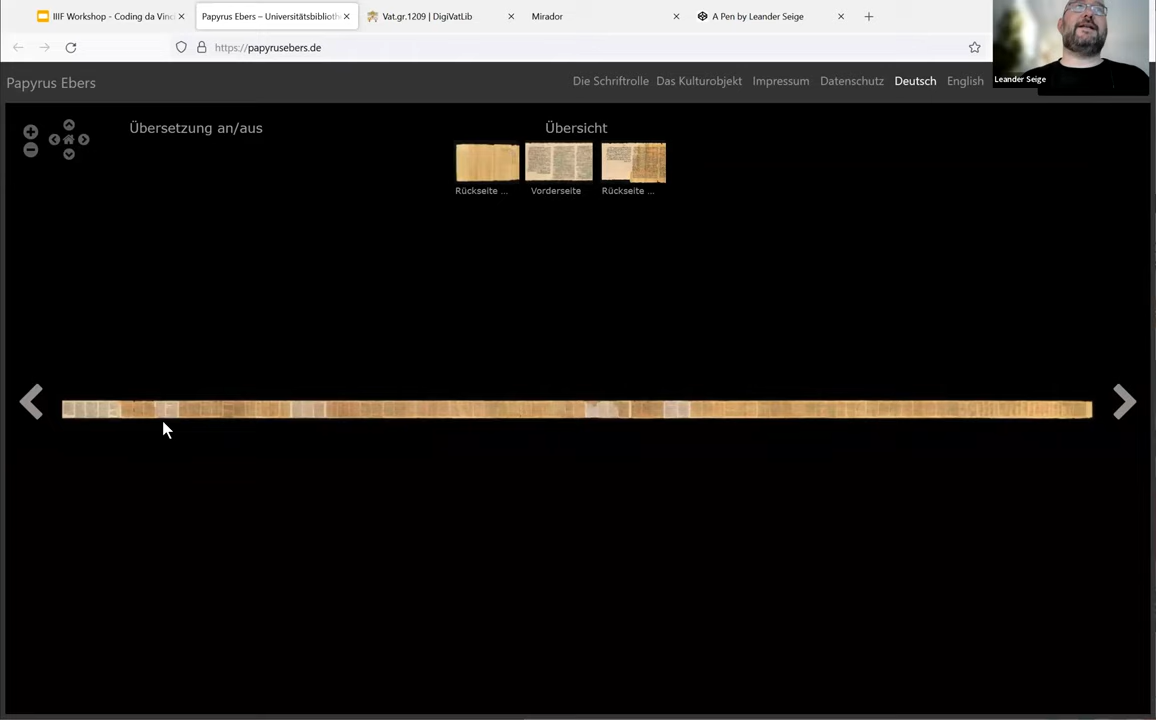 IIIF Workshop - Coding da Vinci
Papyrus Ebers – Universitätsbiblioth
Vat.gr.1209 | DigiVatLib
Mirador
A Pen by Leander Seige
https://papyrusebers.de
Leander Seige
Papyrus Ebers
Die Schriftrolle
Das Kulturobjekt
Impressum
Datenschutz
Deutsch
English
Übersetzung an/aus
Übersicht
Rückseite ...
Vorderseite
Rückseite ...